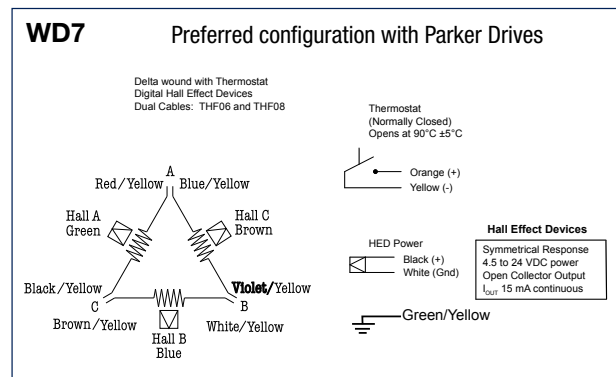 WD7 Preferred configuration with Parker Drives
Delta wound with Thermostat
Digital Hall Effect Devices
Dual Cables: THF06 and THF08
Thermostat
(Normally Closed)
Opens at 90°C ±5°C
Orange (+)
Yellow (-)
A
Red/Yellow Blue/Yellow
Hall A
Green
Hall C
Brown
Black/Yellow
C
Brown/Yellow
Violet/Yellow
B
White/Yellow
Hall B
Blue
HED Power
Black (+)
White (Gnd)
Hall Effect Devices
Symmetrical Response
4.5 to 24 VDC power
Open Collector Output
IOUT 15 mA continuous
Green/Yellow